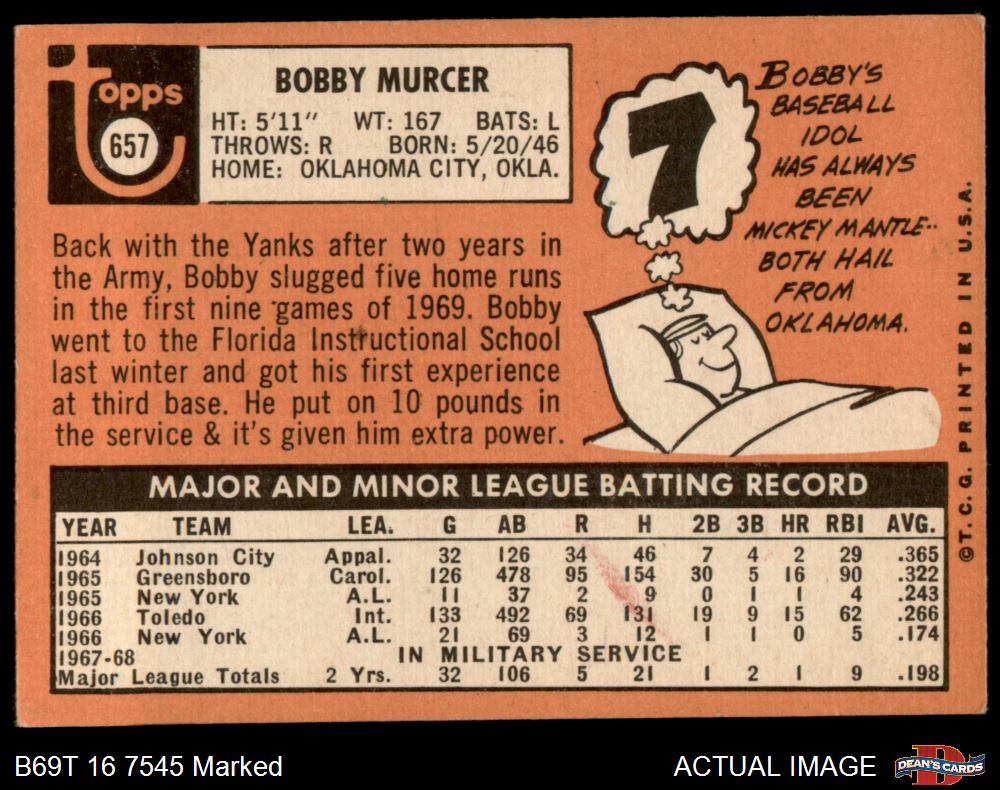 topps
657
BOBBY MURCER
HT: 5'11" WT: 167 BATS: L
THROWS: R BORN: 5/20/46
HOME: OKLAHOMA CITY, OKLA.
7
BOBBY'S
BASEBALL
IDOL
HAS ALWAYS
BEEN
MICKEY MANTLE--
BOTH HAIL
FROM
OKLAHOMA.
Back with the Yanks after two years in
the Army, Bobby slugged five home runs
in the first nine games of 1969. Bobby
went to the Florida Instructional School
last winter and got his first experience
at third base. He put on 10 pounds in
the service & it's given him extra power.
MAJOR AND MINOR LEAGUE BATTING RECORD
YEAR TEAM LEA. G AB R H 2B 3B HR RBI AVG.
1964 Johnson City Appal. 32 126 34 46 7 4 2 29 .365
1965 Greensboro Carol. 126 478 95 154 30 5 16 90 .322
1965 New York A.L. 11 37 2 9 0 1 1 4 .243
1966 Toledo Int. 133 492 69 131 19 9 15 62 .266
1966 New York A.L. 21 69 3 12 1 1 0 5 .174
1967-68 IN MILITARY SERVICE
Major League Totals 2 Yrs. 32 106 5 21 1 2 1 9 .198
©T.C.G. PRINTED IN U.S.A.
B69T 16 7545 Marked
ACTUAL IMAGE
D
DEAN'S CARDS